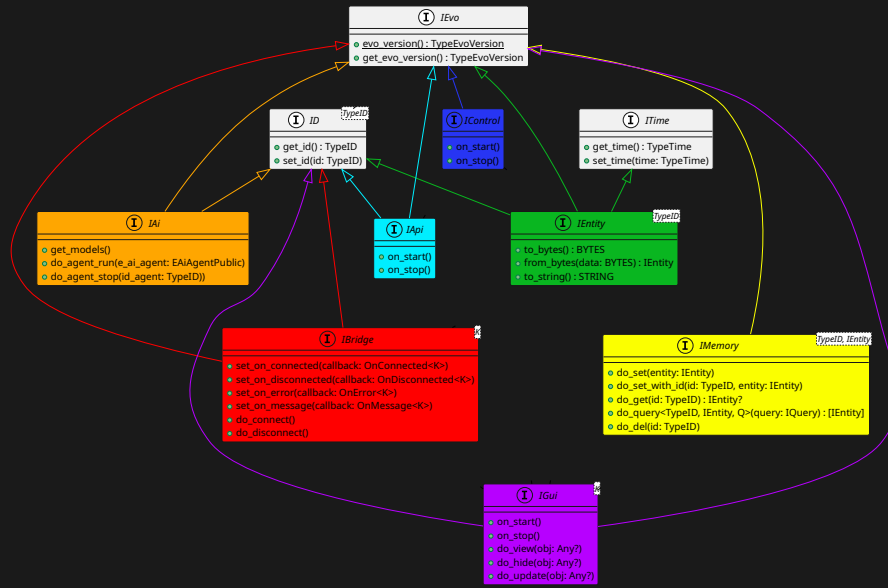 I IEvo
evo_version() : TypeEvoVersion
get_evo_version() : TypeEvoVersion
I ID
TypeID
get_id() : TypeID
set_id(id: TypeID)
I IControl
on_start()
on_stop()
I ITime
get_time() : TypeTime
set_time(time: TypeTime)
I IAi
get_models()
do_agent_run(e_ai_agent: EAiAgentPublic)
do_agent_stop(id_agent: TypeID))
I IApi
on_start()
on_stop()
I IEntity
TypeID
to_bytes() : BYTES
from_bytes(data: BYTES) : IEntity
to_string() : STRING
I IBridge
K
set_on_connected(callback: OnConnected<K>)
set_on_disconnected(callback: OnDisconnected<K>)
set_on_error(callback: OnError<K>)
set_on_message(callback: OnMessage<K>)
do_connect()
do_disconnect()
I IMemory
TypeID, IEntity
do_set(entity: IEntity)
do_set_with_id(id: TypeID, entity: IEntity)
do_get(id: TypeID) : IEntity?
do_query<TypeID, IEntity, Q>(query: IQuery) : [IEntity]
do_del(id: TypeID)
I IGui
on_start()
on_stop()
do_view(obj: Any?)
do_hide(obj: Any?)
do_update(obj: Any?)